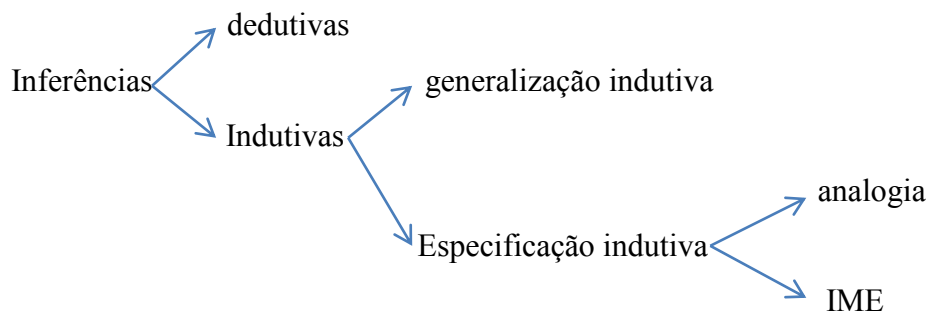 dedutivas
Inferências
generalização indutiva
Indutivas
analogia
Especificação indutiva
IME